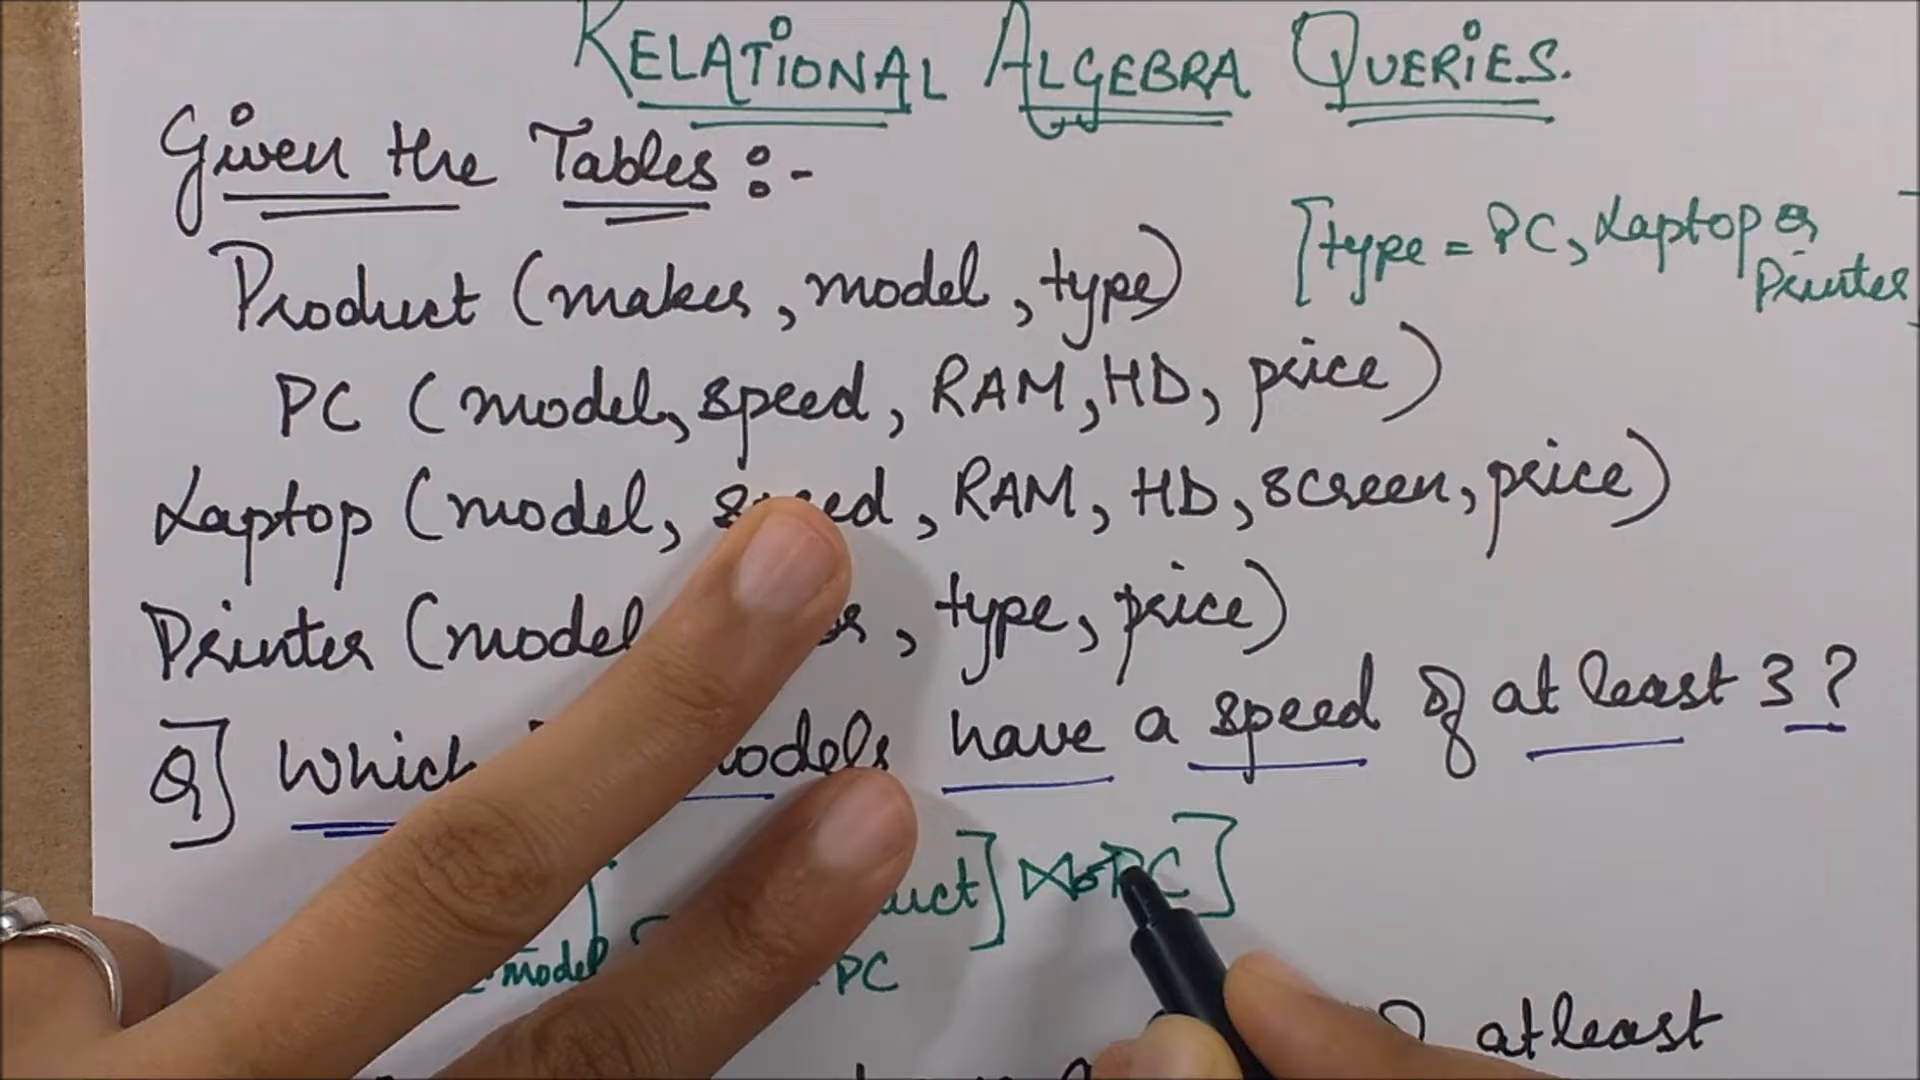 RELATIONAL ALGEBRA QUERIES.
Given the Tables :-
[type = PC, Laptop or Printer]
Product (maker, model, type)
PC (model, speed, RAM, HD, price)
Laptop (model, speed, RAM, HD, screen, price)
Printer (model , type, price)
Q] Which models have a speed of at least 3 ?
] ⋈ PC]
model PC
atleast